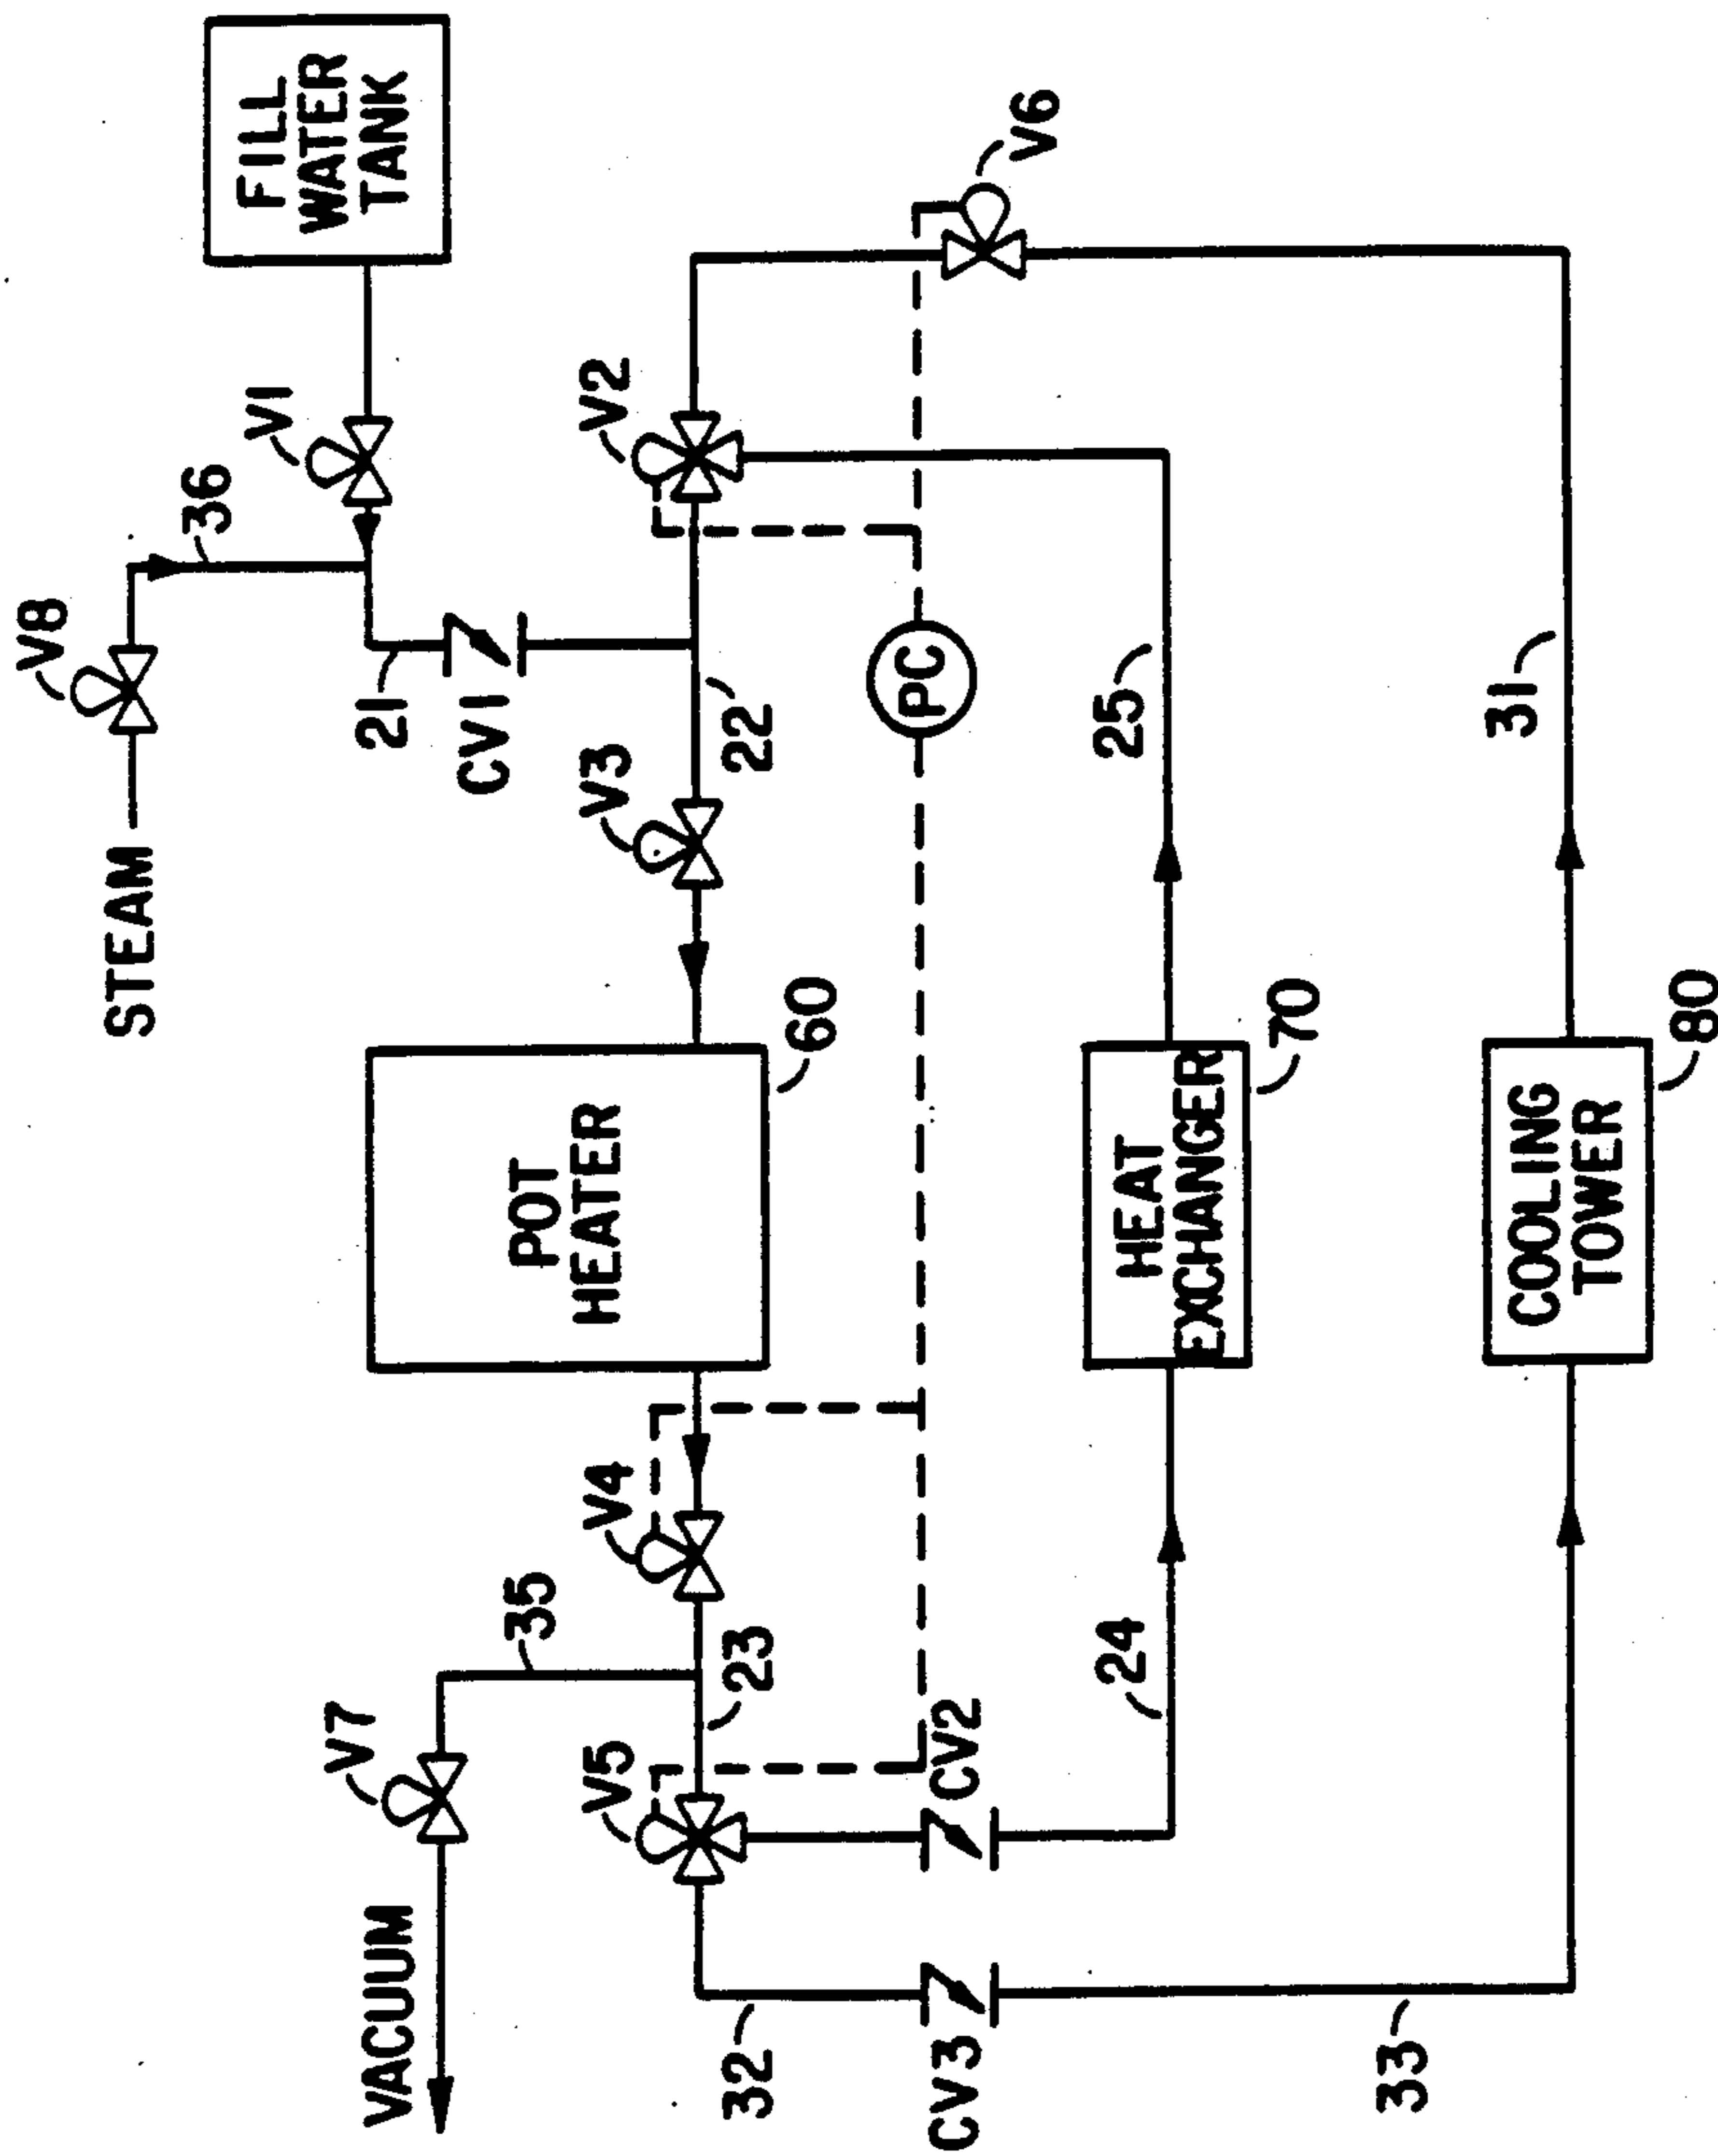 V8
STEAM
36
V1
FILL
WATER
TANK
V7
VACUUM
21
CV1
35
POT
HEATER
V5
V4
V3
V2
32
23
60
22
PC
CV3
CV2
V6
24
HEAT
EXCHANGER
25
70
33
31
COOLING
TOWER
80